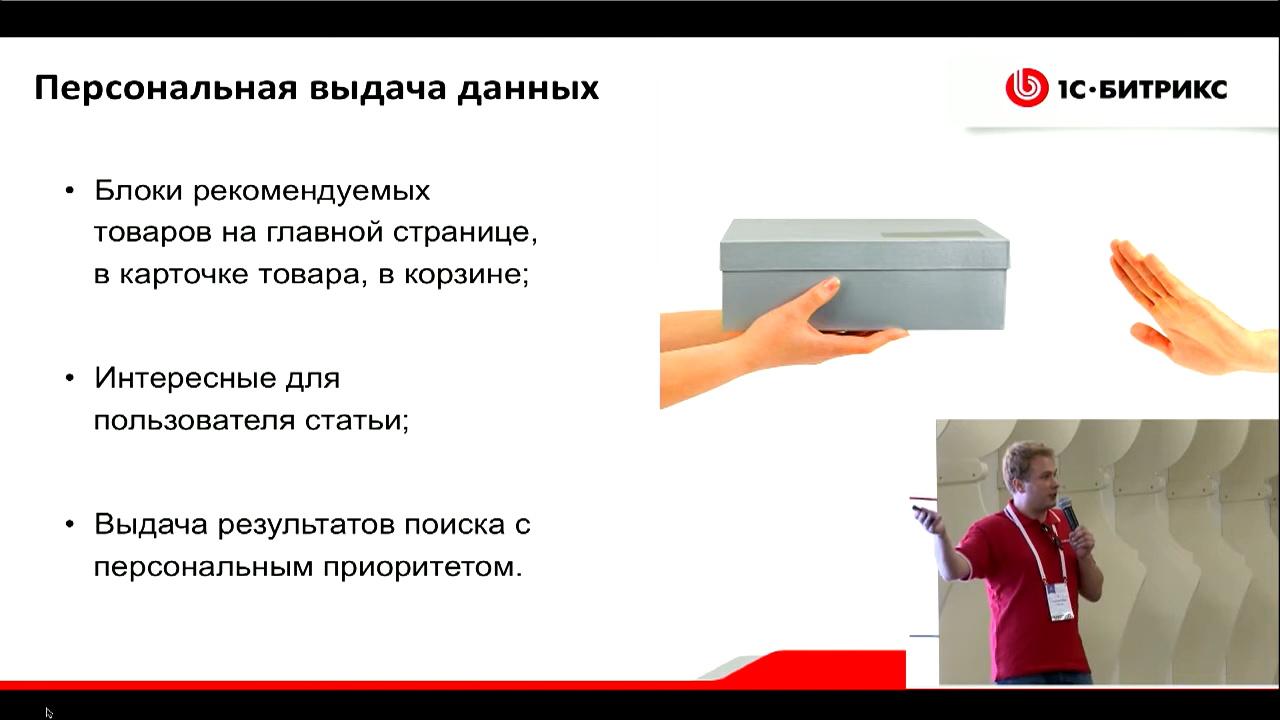 Персональная выдача данных
1С·БИТРИКС
• Блоки рекомендуемых
товаров на главной странице,
в карточке товара, в корзине;
• Интересные для
пользователя статьи;
• Выдача результатов поиска с
персональным приоритетом.